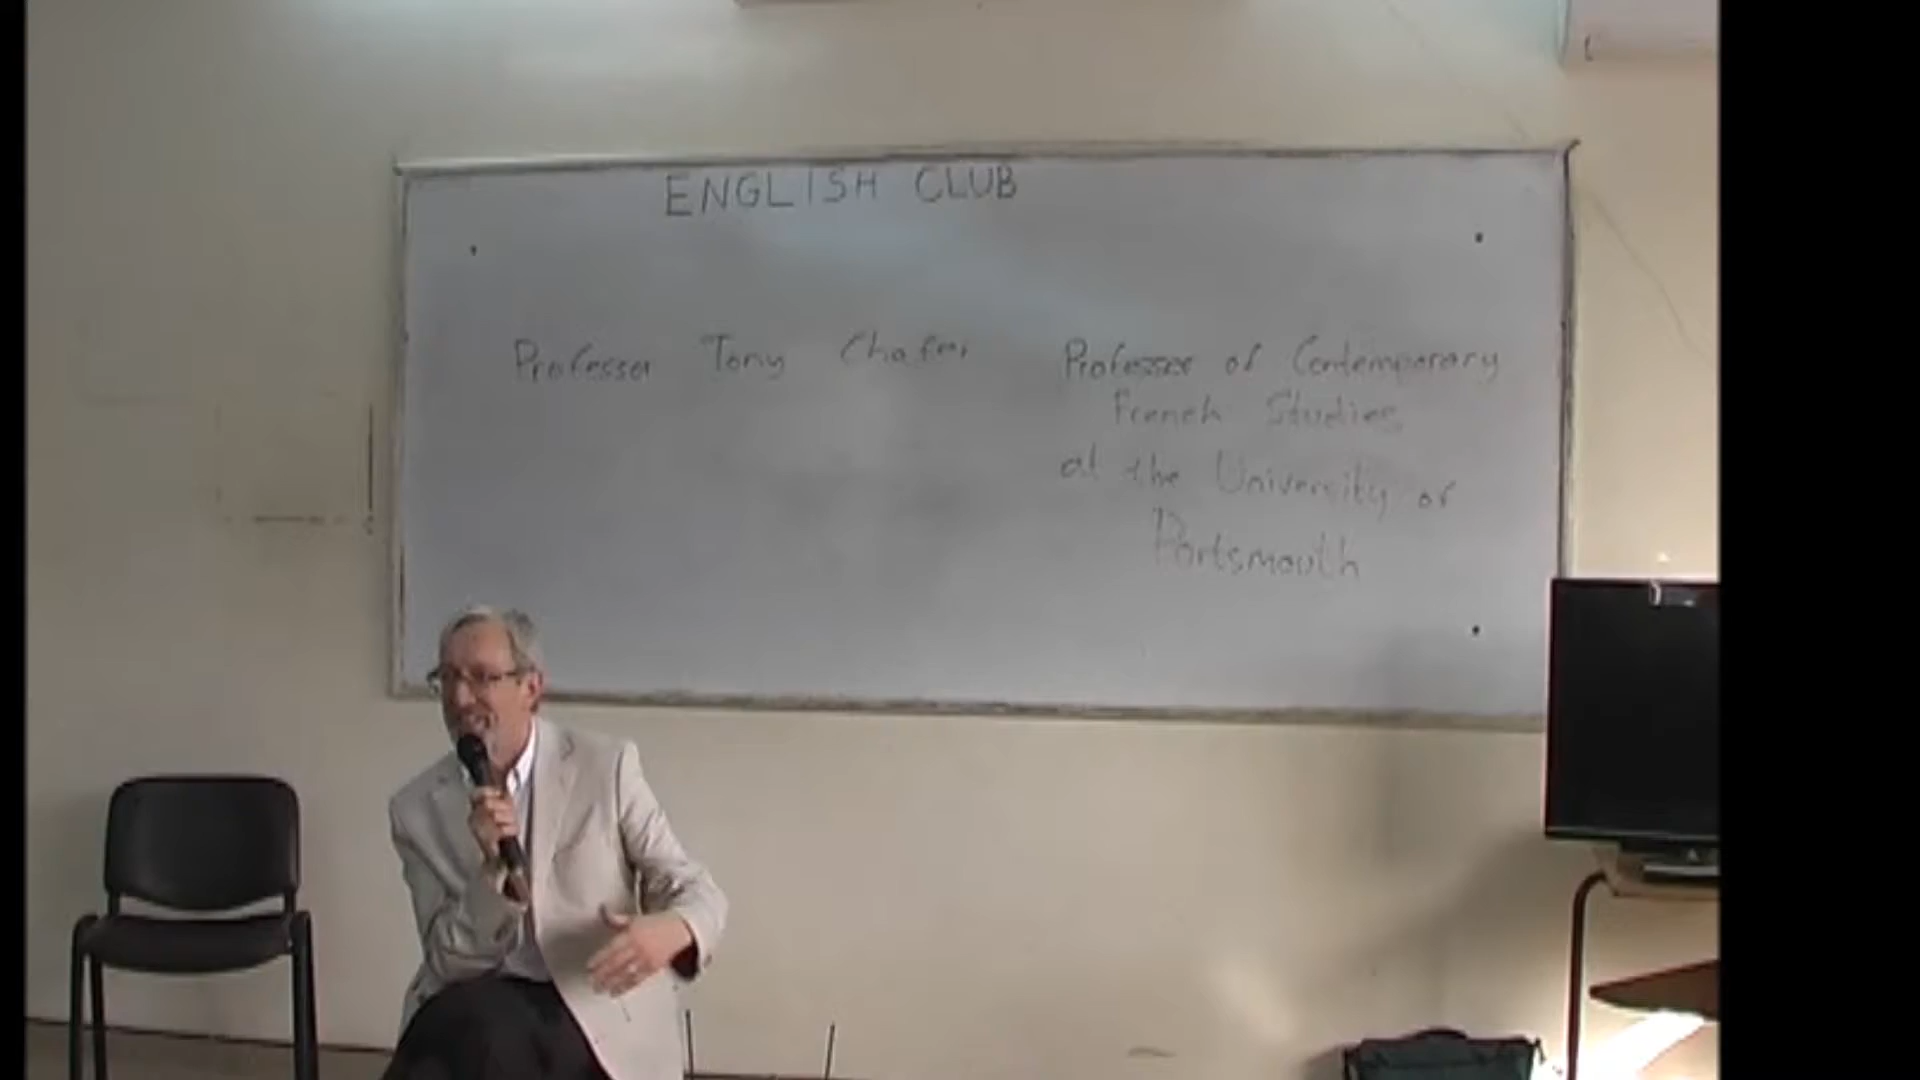 ENGLISH CLUB
Professor Tony Chafer
Professor of Contemporary
French Studies
at the University of
Portsmouth